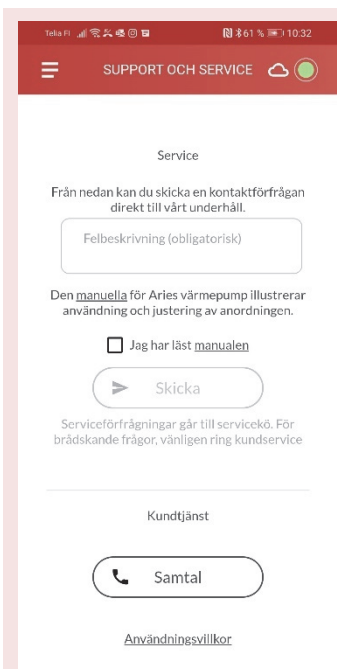 Telia FI 61 % 10:32
SUPPORT OCH SERVICE
Service
Från nedan kan du skicka en kontaktförfrågan
direkt till vårt underhåll.
Felbeskrivning (obligatorisk)
Den manuella för Aries värmepump illustrerar
användning och justering av anordningen.
Jag har läst manualen
Skicka
Serviceförfrågningar går till servicekö. För
brådskande frågor, vänligen ring kundservice
Kundtjänst
Samtal
Användningsvillkor